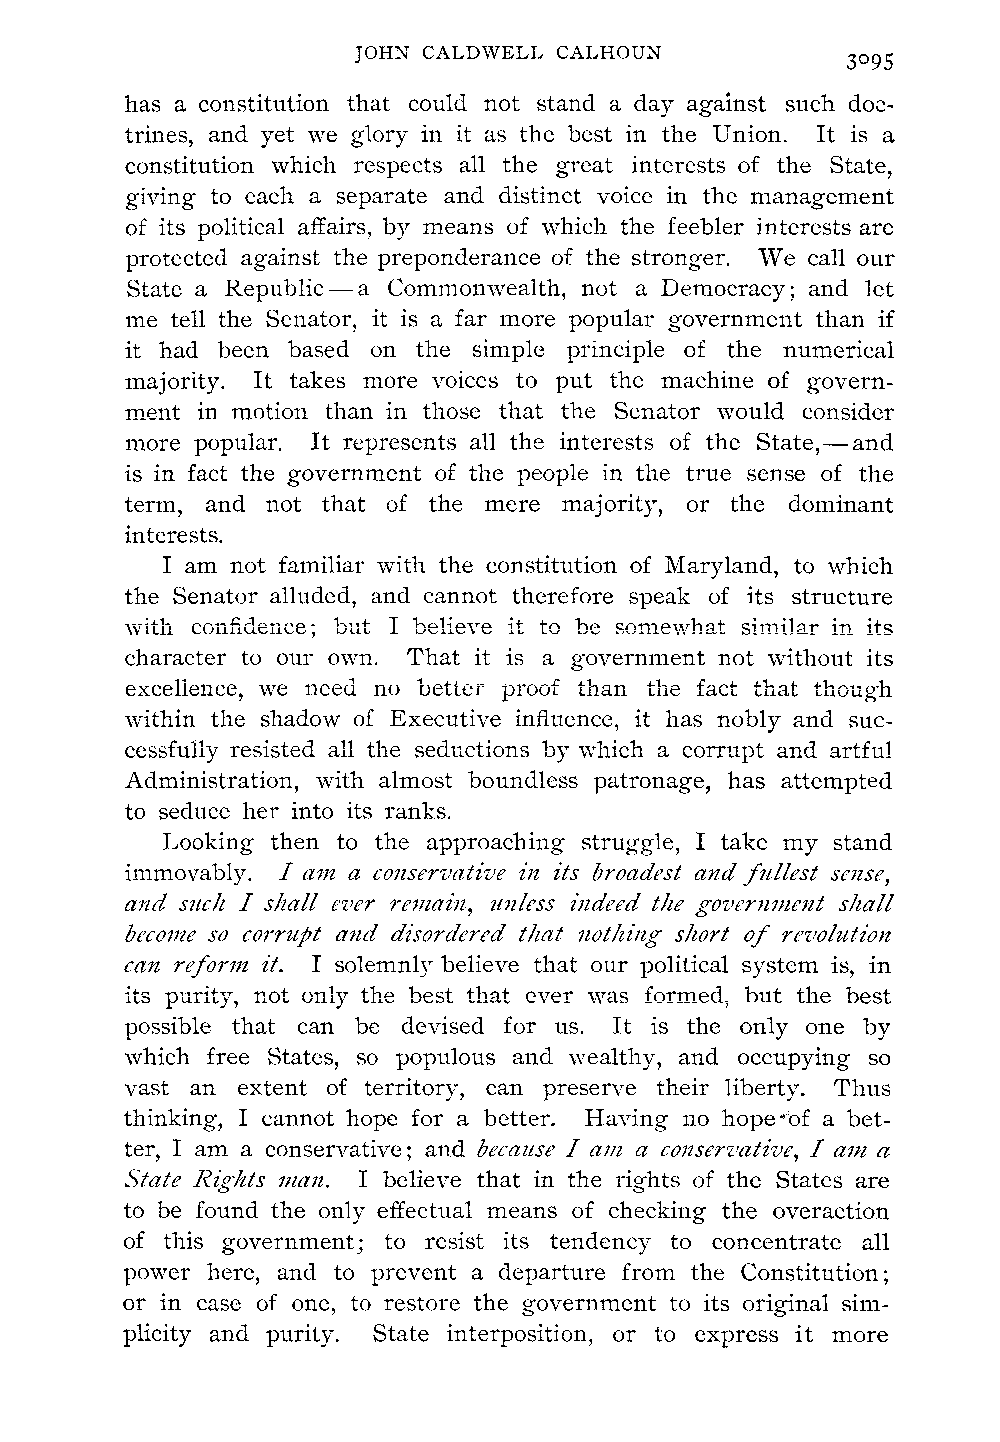 JOHN CALDWELL CALHOUN 3095
has a constitution that could not stand a day against such doc-
trines, and yet we glory in it as the best in the Union. It is a
constitution which respects all the great interests of the State,
giving to each a separate and distinct voice in the management
of its political affairs, by means of which the feebler interests are
protected against the preponderance of the stronger. We call our
State a Republic — a Commonwealth, not a Democracy; and let
me tell the Senator, it is a far more popular government than if
it had been based on the simple principle of the numerical
majority. It takes more voices to put the machine of govern-
ment in motion than in those that the Senator would consider
more popular. It represents all the interests of the State,—and
is in fact the government of the people in the true sense of the
term, and not that of the mere majority, or the dominant
interests.
I am not familiar with the constitution of Maryland, to which
the Senator alluded, and cannot therefore speak of its structure
with confidence; but I believe it to be somewhat similar in its
character to our own. That it is a government not without its
excellence, we need no better proof than the fact that though
within the shadow of Executive influence, it has nobly and suc-
cessfully resisted all the seductions by which a corrupt and artful
Administration, with almost boundless patronage, has attempted
to seduce her into its ranks.
Looking then to the approaching struggle, I take my stand
immovably. I am a conservative in its broadest and fullest sense,
and such I shall ever remain, unless indeed the government shall
become so corrupt and disordered that nothing short of revolution
can reform it. I solemnly believe that our political system is, in
its purity, not only the best that ever was formed, but the best
possible that can be devised for us. It is the only one by
which free States, so populous and wealthy, and occupying so
vast an extent of territory, can preserve their liberty. Thus
thinking, I cannot hope for a better. Having no hope of a bet-
ter, I am a conservative; and because I am a conservative, I am a
State Rights man. I believe that in the rights of the States are
to be found the only effectual means of checking the overaction
of this government; to resist its tendency to concentrate all
power here, and to prevent a departure from the Constitution;
or in case of one, to restore the government to its original sim-
plicity and purity. State interposition, or to express it more